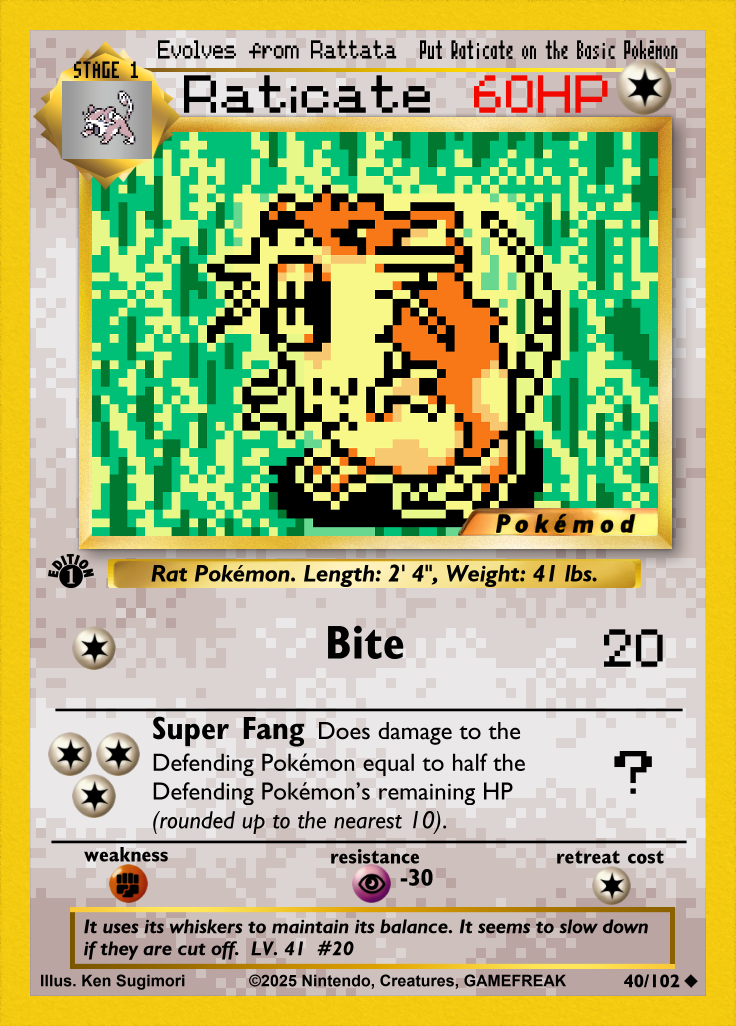 Evolves from Rattata Put Raticate on the Basic Pokémon
STAGE 1
Raticate 60HP
Pokémod
EDITION 1
Rat Pokémon. Length: 2' 4", Weight: 41 lbs.
Bite 20
Super Fang Does damage to the
Defending Pokémon equal to half the
Defending Pokémon's remaining HP
(rounded up to the nearest 10).
?
weakness resistance retreat cost
-30
It uses its whiskers to maintain its balance. It seems to slow down
if they are cut off. LV. 41 #20
Illus. Ken Sugimori ©2025 Nintendo, Creatures, GAMEFREAK 40/102